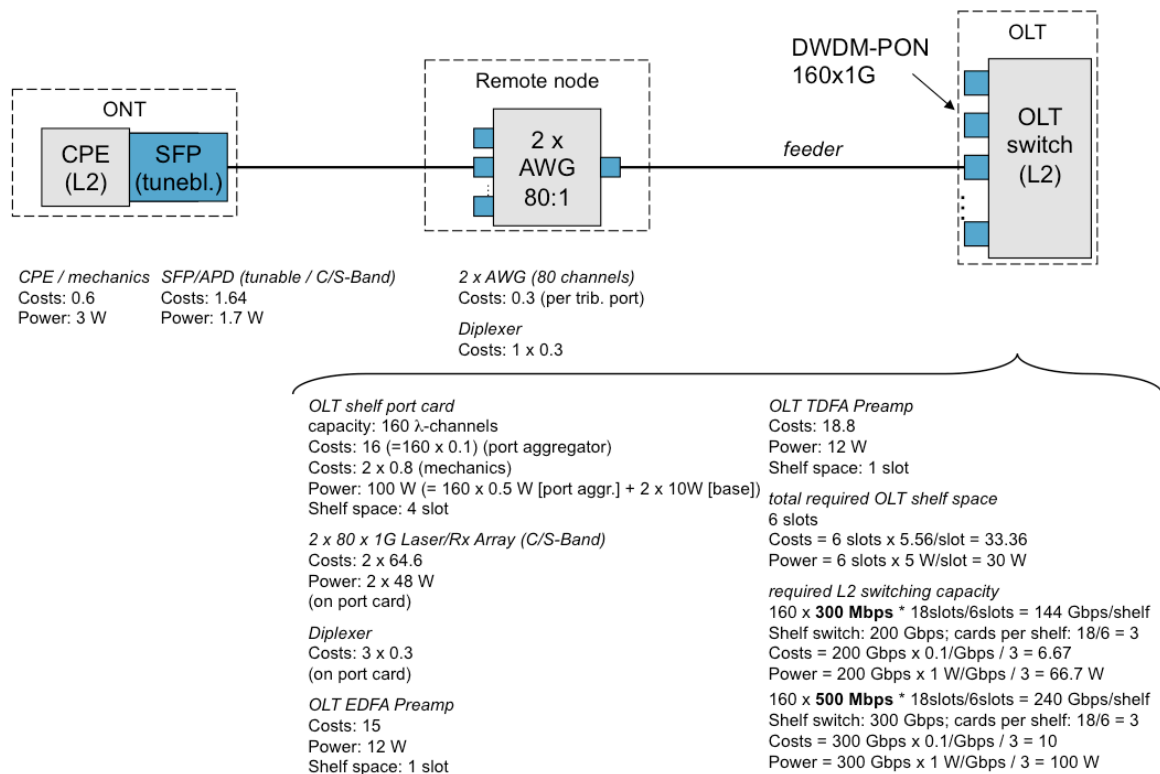 OLT
DWDM-PON
160x1G
Remote node
ONT
CPE
(L2)
SFP
(tunebl.)
2 x
AWG
80:1
feeder
OLT
switch
(L2)
CPE / mechanics
Costs: 0.6
Power: 3 W
SFP/APD (tunable / C/S-Band)
Costs: 1.64
Power: 1.7 W
2 x AWG (80 channels)
Costs: 0.3 (per trib. port)
Diplexer
Costs: 1 x 0.3
OLT shelf port card
capacity: 160 λ-channels
Costs: 16 (=160 x 0.1) (port aggregator)
Costs: 2 x 0.8 (mechanics)
Power: 100 W (= 160 x 0.5 W [port aggr.] + 2 x 10W [base])
Shelf space: 4 slot
2 x 80 x 1G Laser/Rx Array (C/S-Band)
Costs: 2 x 64.6
Power: 2 x 48 W
(on port card)
Diplexer
Costs: 3 x 0.3
(on port card)
OLT EDFA Preamp
Costs: 15
Power: 12 W
Shelf space: 1 slot
OLT TDFA Preamp
Costs: 18.8
Power: 12 W
Shelf space: 1 slot
total required OLT shelf space
6 slots
Costs = 6 slots x 5.56/slot = 33.36
Power = 6 slots x 5 W/slot = 30 W
required L2 switching capacity
160 x 300 Mbps * 18slots/6slots = 144 Gbps/shelf
Shelf switch: 200 Gbps; cards per shelf: 18/6 = 3
Costs = 200 Gbps x 0.1/Gbps / 3 = 6.67
Power = 200 Gbps x 1 W/Gbps / 3 = 66.7 W
160 x 500 Mbps * 18slots/6slots = 240 Gbps/shelf
Shelf switch: 300 Gbps; cards per shelf: 18/6 = 3
Costs = 300 Gbps x 0.1/Gbps / 3 = 10
Power = 300 Gbps x 1 W/Gbps / 3 = 100 W